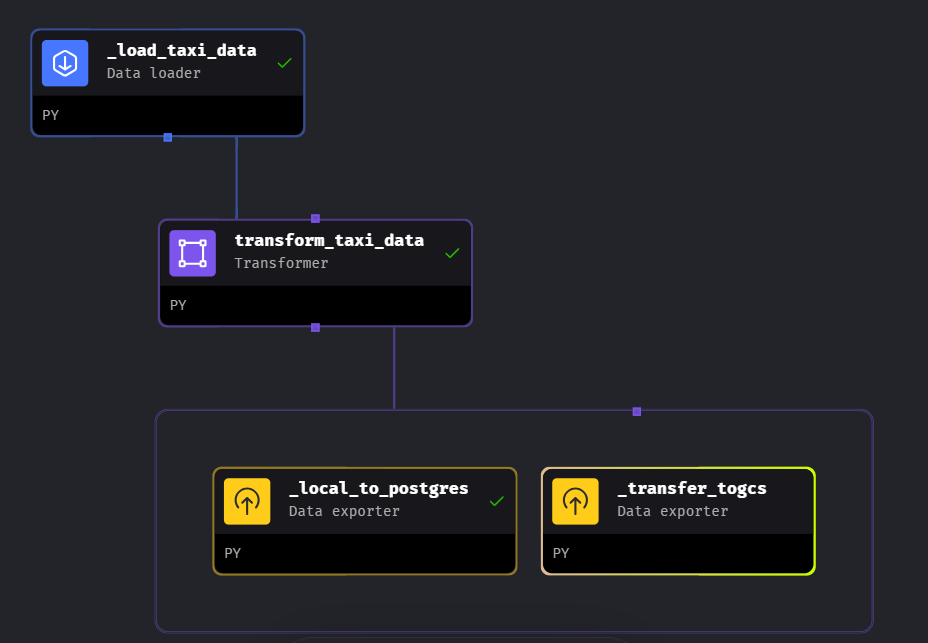 _load_taxi_data
Data loader
PY
transform_taxi_data
Transformer
PY
_local_to_postgres
Data exporter
PY
_transfer_togcs
Data exporter
PY